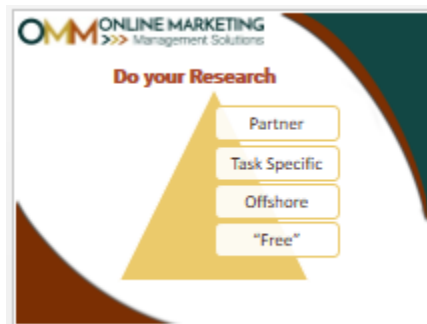 OMM ONLINE MARKETING
>>> Management Solutions
Do your Research
Partner
Task Specific
Offshore
“Free”